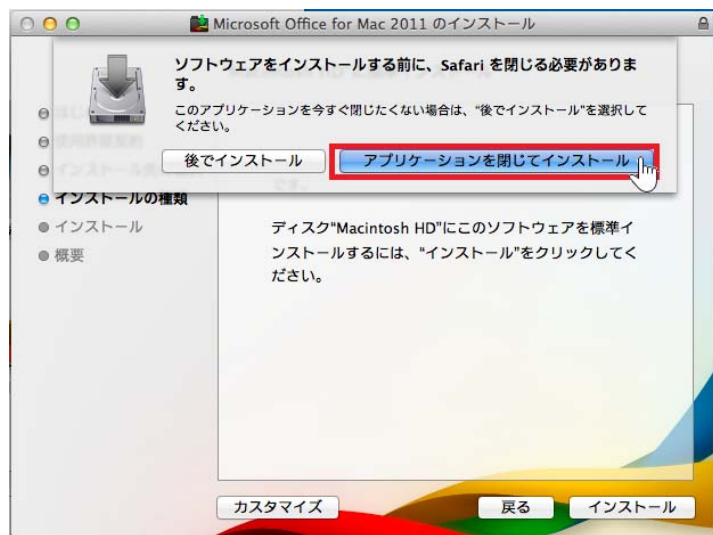 Microsoft Office for Mac 2011 のインストール
ソフトウェアをインストールする前に、Safari を閉じる必要がありま
す。
このアプリケーションを今すぐ閉じたくない場合は、“後でインストール”を選択して
ください。
後でインストール
アプリケーションを閉じてインストール
インストールの種類
インストール
概要
ディスク“Macintosh HD”にこのソフトウェアを標準イ
ンストールするには、“インストール”をクリックしてく
ださい。
カスタマイズ
戻る
インストール